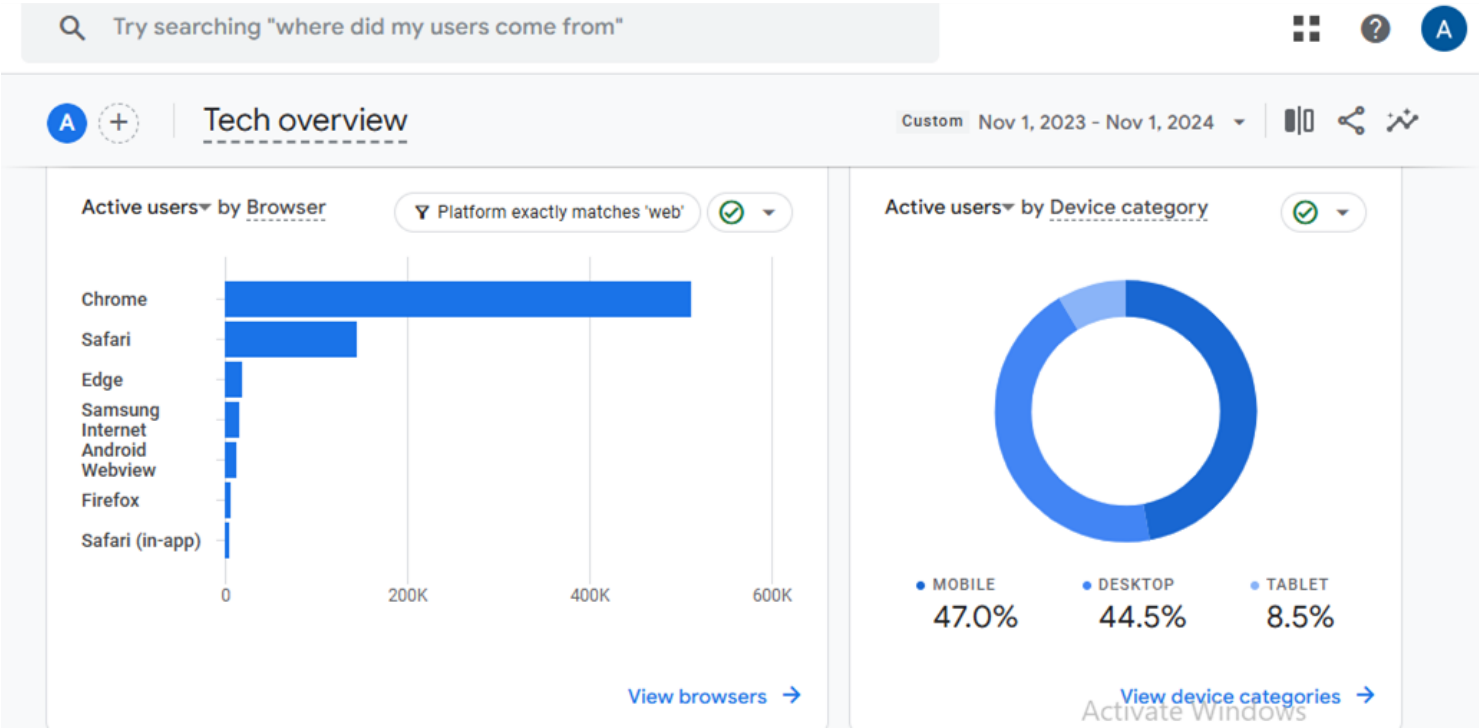 Try searching "where did my users come from"
A
A
Tech overview
Custom Nov 1, 2023 - Nov 1, 2024
Active users by Browser
Platform exactly matches 'web'
Chrome
Safari
Edge
Samsung
Internet
Android
Webview
Firefox
Safari (in-app)
0 200K 400K 600K
View browsers
Active users by Device category
MOBILE DESKTOP TABLET
47.0% 44.5% 8.5%
View device categories
Activate Windows